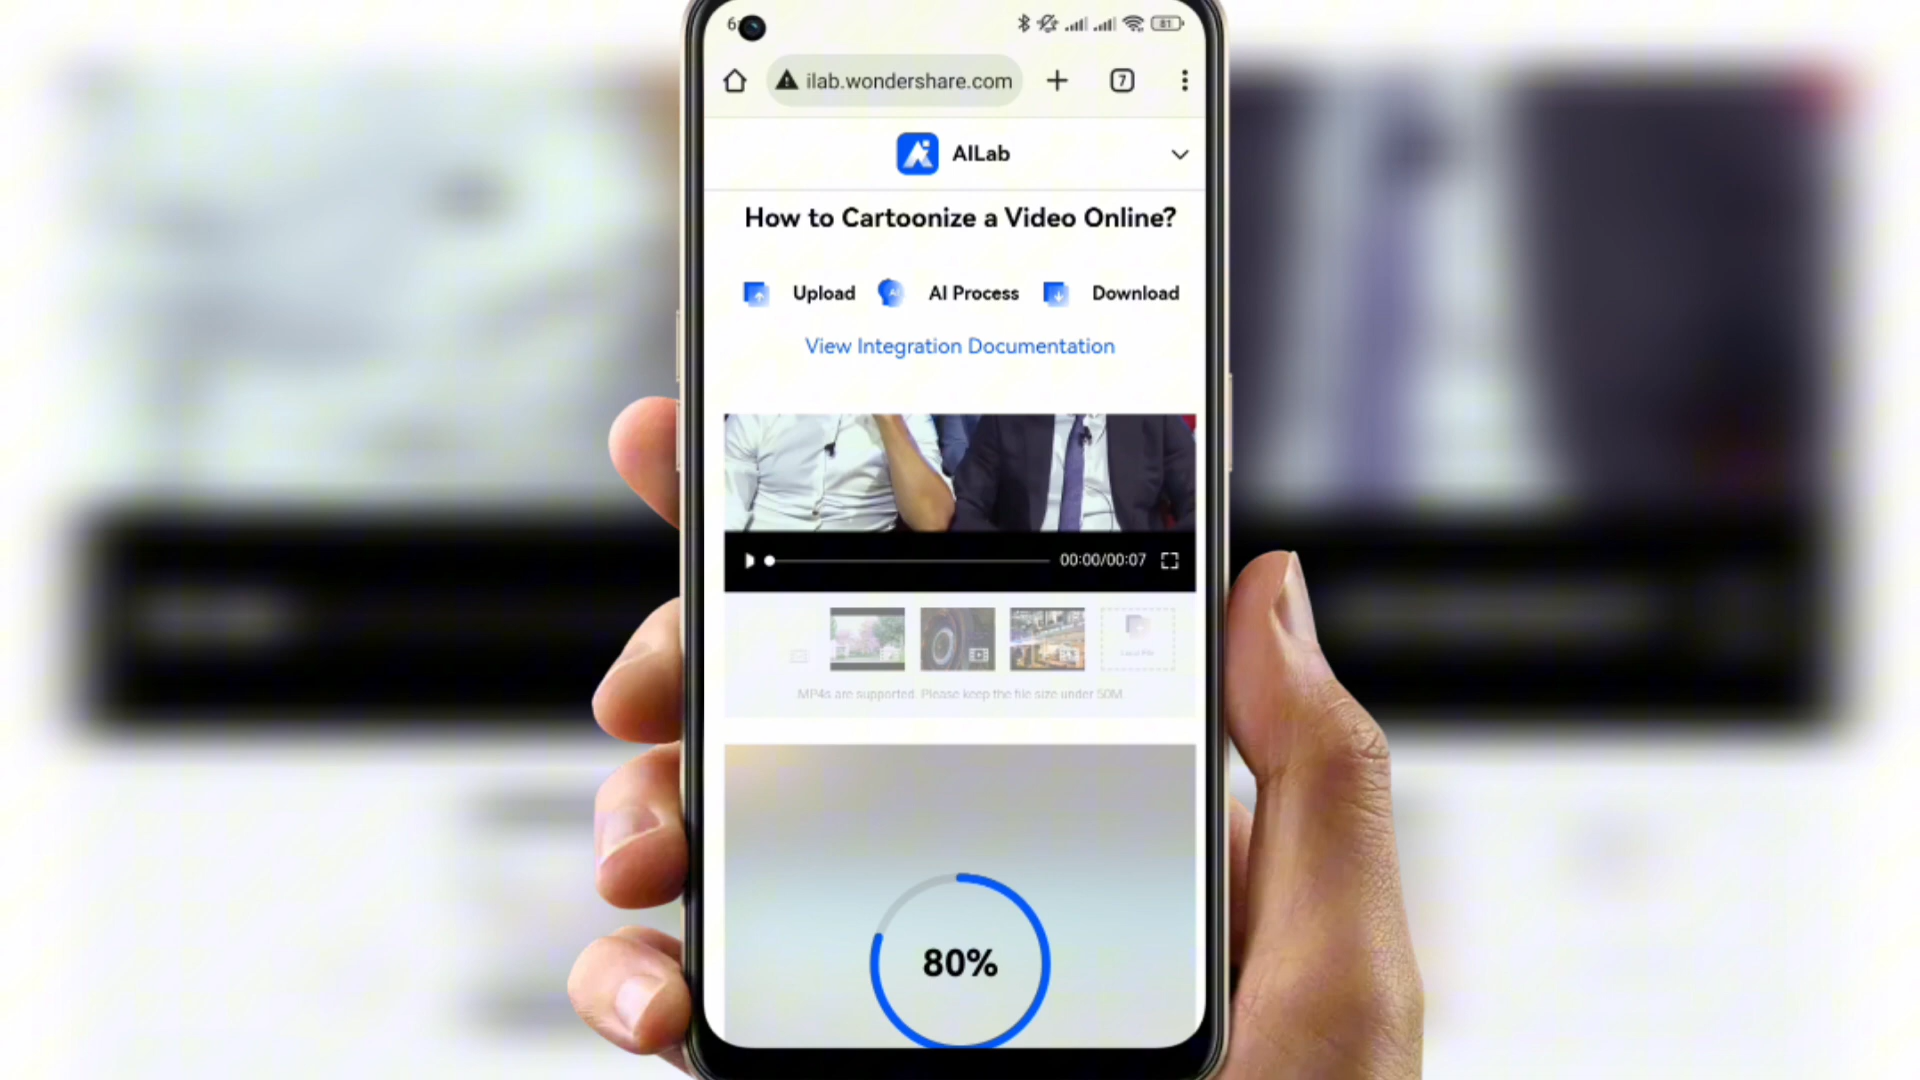 81
ilab.wondershare.com
7
AILab
How to Cartoonize a Video Online?
Upload AI Process Download
View Integration Documentation
00:00/00:07
MP4s are supported. Please keep the file size under 50M.
80%